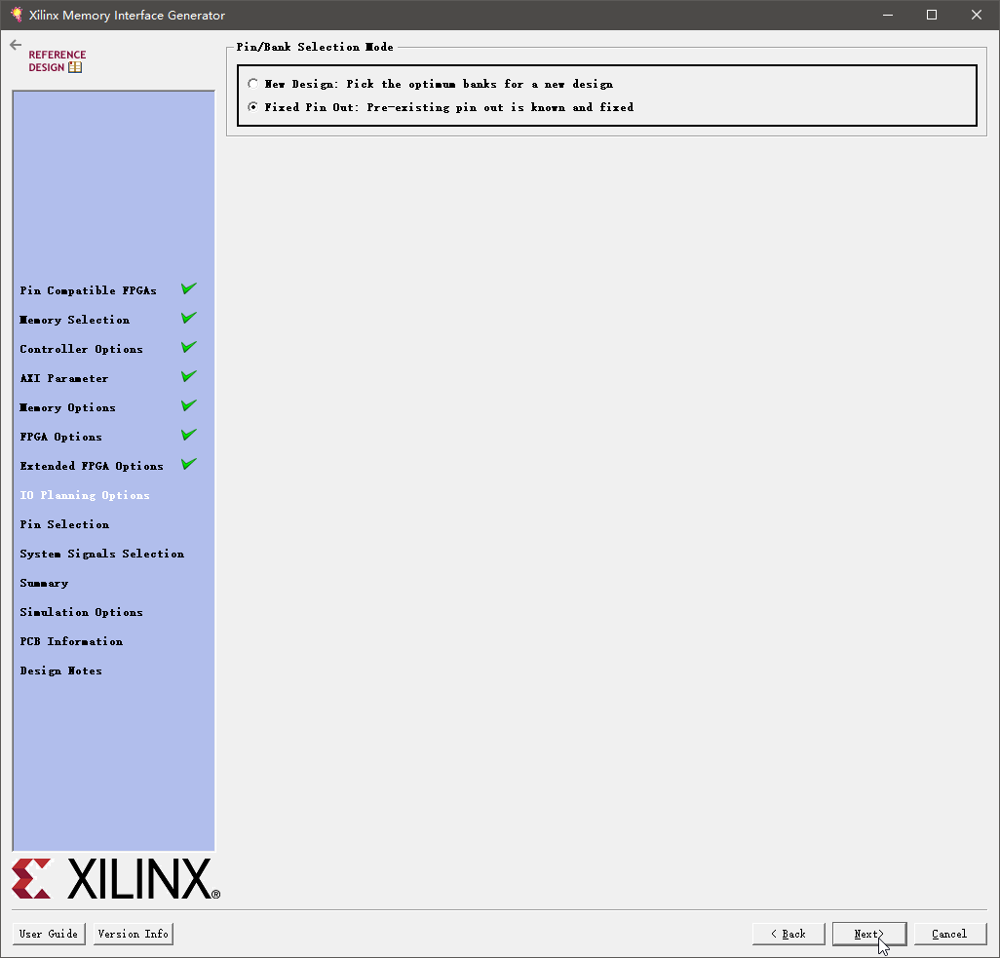 Xilinx Memory Interface Generator
REFERENCE
DESIGN
Pin/Bank Selection Mode
New Design: Pick the optimum banks for a new design
Fixed Pin Out: Pre-existing pin out is known and fixed
Pin Compatible FPGAs
Memory Selection
Controller Options
AXI Parameter
Memory Options
FPGA Options
Extended FPGA Options
IO Planning Options
Pin Selection
System Signals Selection
Summary
Simulation Options
PCB Information
Design Notes
XILINX®
User Guide
Version Info
< Back
Next>
Cancel